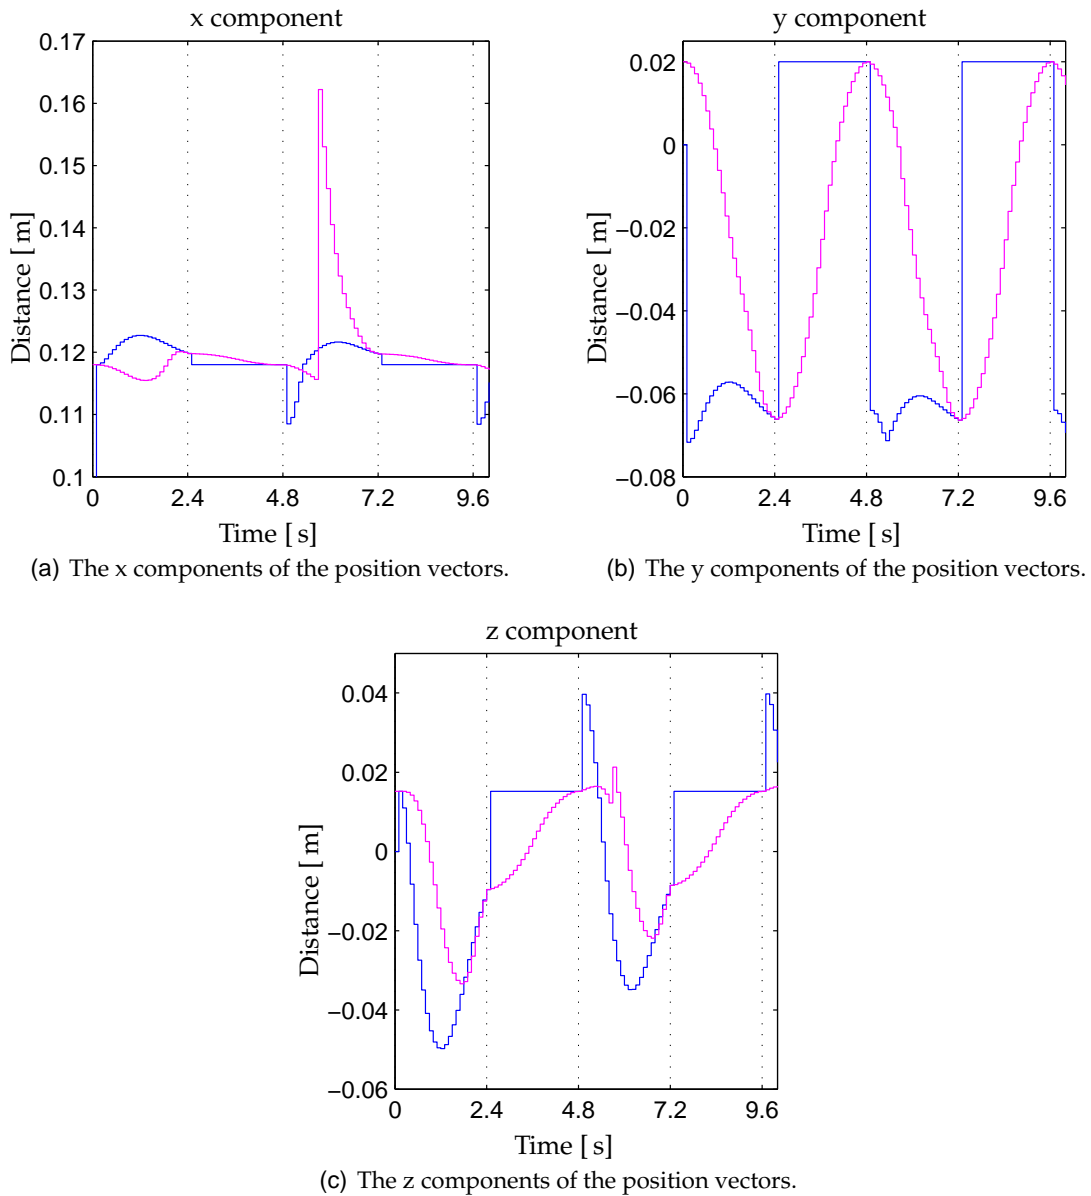 x component
0.17
0.16
0.15
0.14
0.13
0.12
0.11
0.1
Distance [ m]
0 2.4 4.8 7.2 9.6
Time [ s]
(a) The x components of the position vectors.
y component
0.02
0
−0.02
−0.04
−0.06
−0.08
Distance [ m]
0 2.4 4.8 7.2 9.6
Time [ s]
(b) The y components of the position vectors.
z component
0.04
0.02
0
−0.02
−0.04
−0.06
Distance [ m]
0 2.4 4.8 7.2 9.6
Time [ s]
(c) The z components of the position vectors.